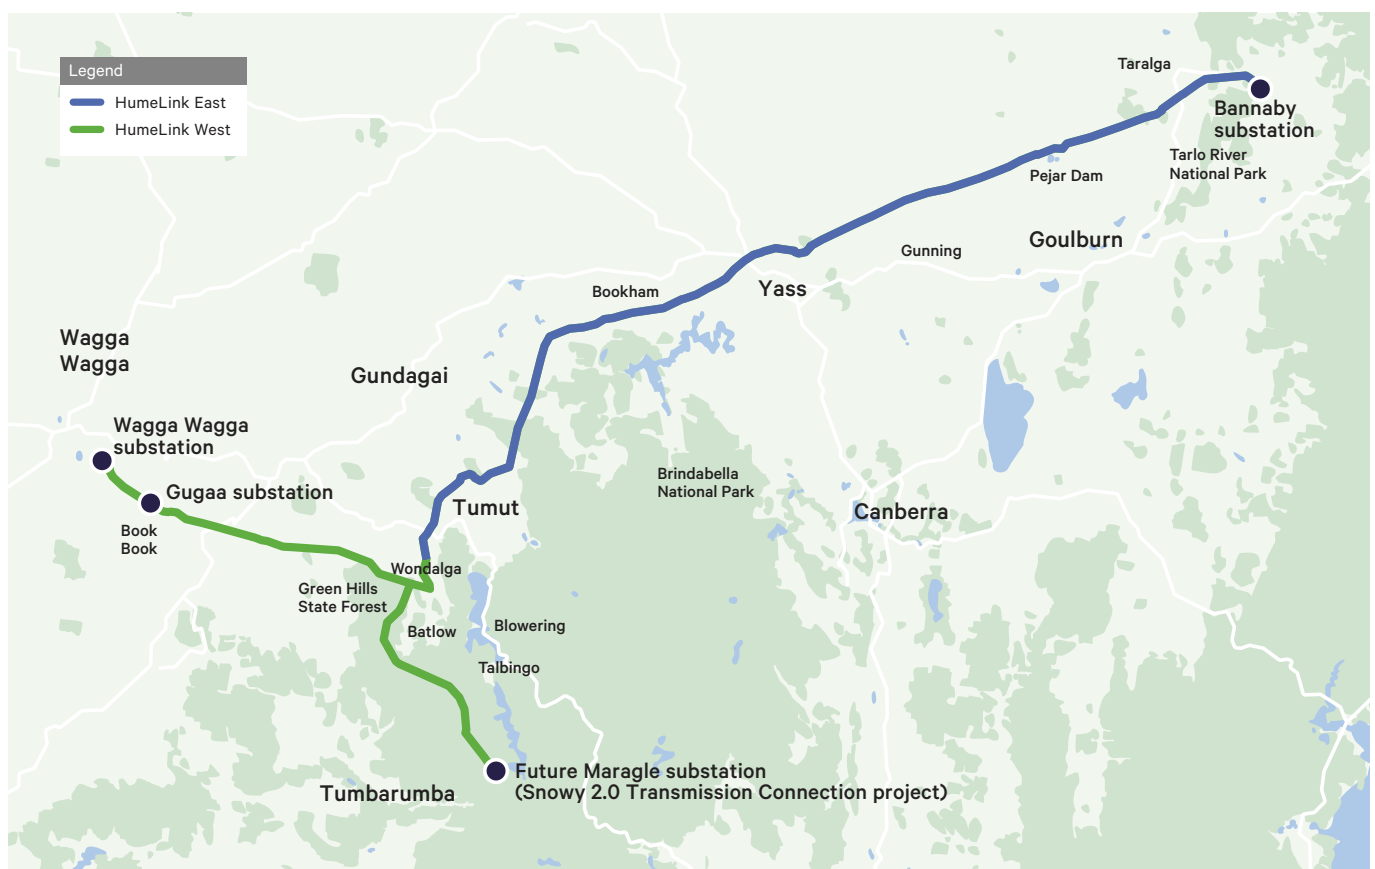 Legend
HumeLink East
HumeLink West
Taralga
Bannaby
substation
Tarlo River
National Park
Pejar Dam
Goulburn
Gunning
Yass
Bookham
Wagga
Wagga
Gundagai
Wagga Wagga
substation
Brindabella
National Park
Gugaa substation
Tumut
Canberra
Book
Book
Wondalga
Green Hills
State Forest
Batlow
Blowering
Talbingo
Future Maragle substation
(Snowy 2.0 Transmission Connection project)
Tumbarumba